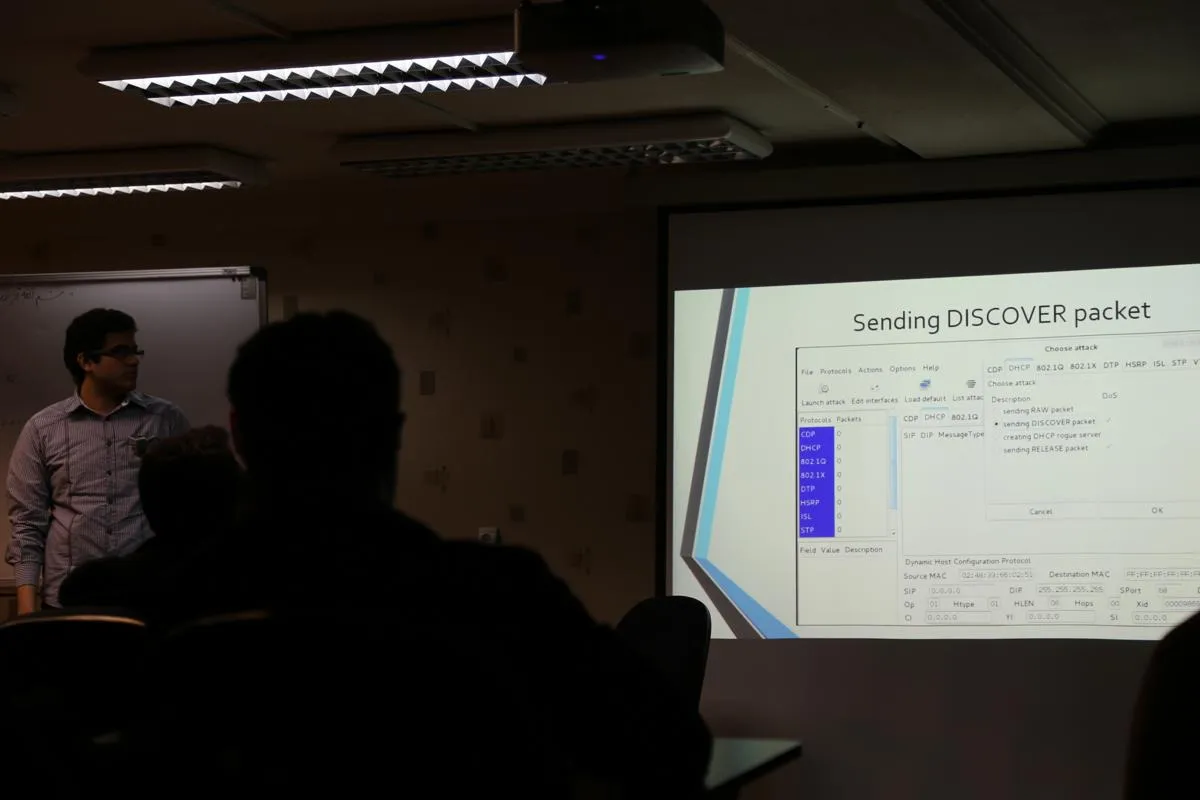 Sending DISCOVER packet
Choose attack
File Protocols Actions Options Help
Launch attack Edit interfaces Load default List attac
Protocols Packets
CDP 0
DHCP 0
802.1Q 0
802.1X 0
DTP 0
HSRP 0
ISL 0
STP 0
Field Value Description
CDP DHCP 802.1Q
SIP DIP MessageType
CDP DHCP 802.1Q 802.1X DTP HSRP ISL STP V
Choose attack
Description DoS
sending RAW packet
sending DISCOVER packet
creating DHCP rogue server
sending RELEASE packet
Cancel OK
Dynamic Host Configuration Protocol
Source MAC 02:48:39:66:02:51 Destination MAC FF:FF:FF:FF:FF
SIP 0.0.0.0 DIP 255.255.255.255 SPort 68
Op 01 Htype 01 HLEN 06 Hops 00 Xid
CI 0.0.0.0 YI 0.0.0.0 SI 0.0.0.0